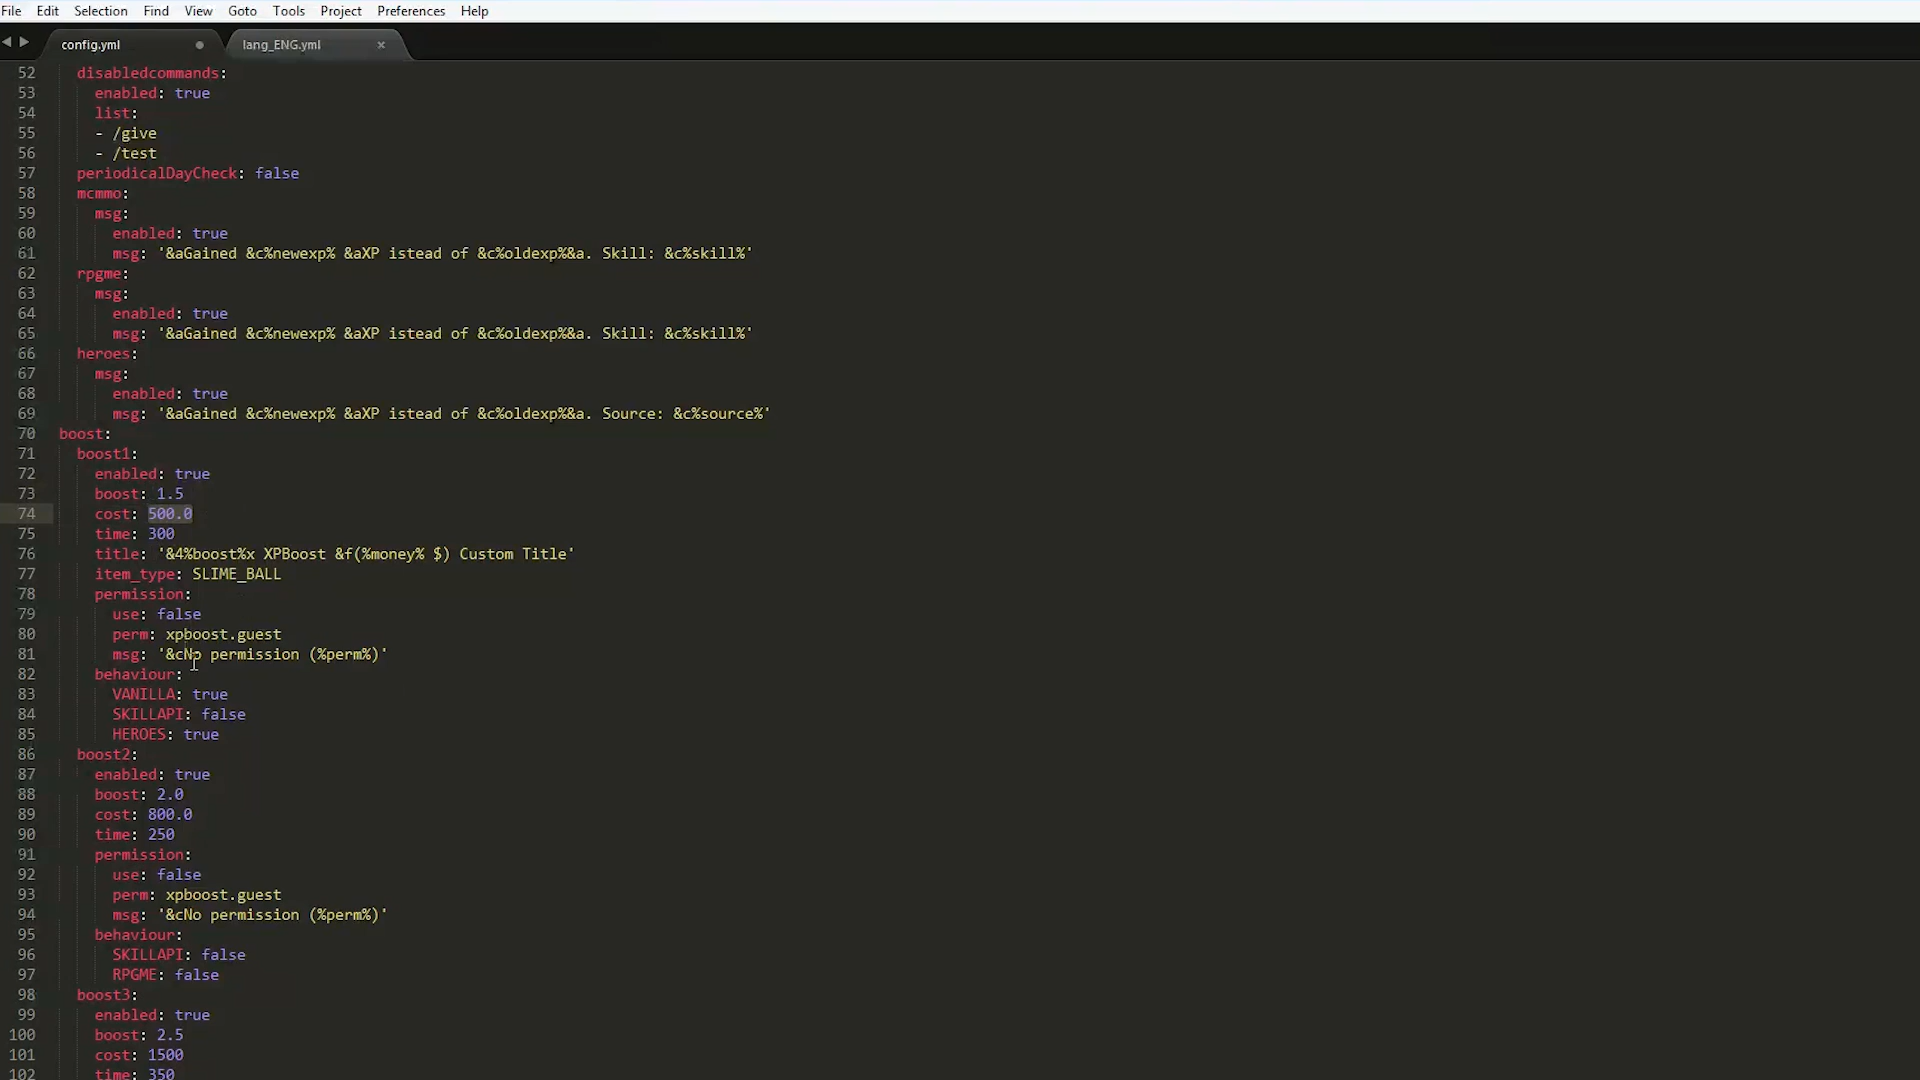 File Edit Selection Find View Goto Tools Project Preferences Help
config.yml lang_ENG.yml
52 disabledcommands:
53 enabled: true
54 list:
55 - /give
56 - /test
57 periodicalDayCheck: false
58 mcmmo:
59 msg:
60 enabled: true
61 msg: '&aGained &c%newexp% &aXP istead of &c%oldexp%&a. Skill: &c%skill%'
62 rpgme:
63 msg:
64 enabled: true
65 msg: '&aGained &c%newexp% &aXP istead of &c%oldexp%&a. Skill: &c%skill%'
66 heroes:
67 msg:
68 enabled: true
69 msg: '&aGained &c%newexp% &aXP istead of &c%oldexp%&a. Source: &c%source%'
70 boost:
71 boost1:
72 enabled: true
73 boost: 1.5
74 cost: 500.0
75 time: 300
76 title: '&4%boost%x XPBoost &f(%money% $) Custom Title'
77 item_type: SLIME_BALL
78 permission:
79 use: false
80 perm: xpboost.guest
81 msg: '&cNo permission (%perm%)'
82 behaviour:
83 VANILLA: true
84 SKILLAPI: false
85 HEROES: true
86 boost2:
87 enabled: true
88 boost: 2.0
89 cost: 800.0
90 time: 250
91 permission:
92 use: false
93 perm: xpboost.guest
94 msg: '&cNo permission (%perm%)'
95 behaviour:
96 SKILLAPI: false
97 RPGME: false
98 boost3:
99 enabled: true
100 boost: 2.5
101 cost: 1500
102 time: 350